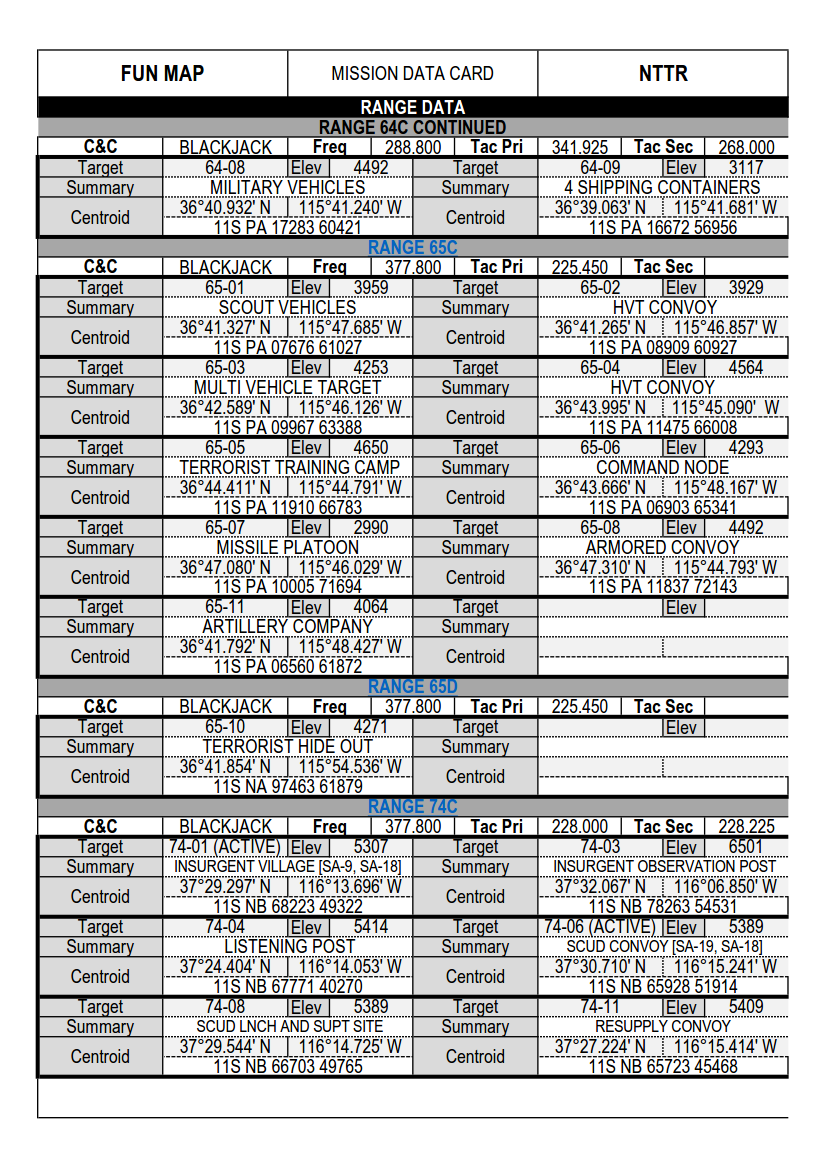 FUN MAP MISSION DATA CARD NTTR
RANGE DATA
RANGE 64C CONTINUED
C&C BLACKJACK Freq 288.800 Tac Pri 341.925 Tac Sec 268.000
Target 64-08 Elev 4492 Target 64-09 Elev 3117
Summary MILITARY VEHICLES Summary 4 SHIPPING CONTAINERS
Centroid 36°40.932' N 115°41.240' W Centroid 36°39.063' N 115°41.681' W
11S PA 17283 60421 11S PA 16672 56956
RANGE 65C
C&C BLACKJACK Freq 377.800 Tac Pri 225.450 Tac Sec
Target 65-01 Elev 3959 Target 65-02 Elev 3929
Summary SCOUT VEHICLES Summary HVT CONVOY
Centroid 36°41.327' N 115°47.685' W Centroid 36°41.265' N 115°46.857' W
11S PA 07676 61027 11S PA 08909 60927
Target 65-03 Elev 4253 Target 65-04 Elev 4564
Summary MULTI VEHICLE TARGET Summary HVT CONVOY
Centroid 36°42.589' N 115°46.126' W Centroid 36°43.995' N 115°45.090' W
11S PA 09967 63388 11S PA 11475 66008
Target 65-05 Elev 4650 Target 65-06 Elev 4293
Summary TERRORIST TRAINING CAMP Summary COMMAND NODE
Centroid 36°44.411' N 115°44.791' W Centroid 36°43.666' N 115°48.167' W
11S PA 11910 66783 11S PA 06903 65341
Target 65-07 Elev 2990 Target 65-08 Elev 4492
Summary MISSILE PLATOON Summary ARMORED CONVOY
Centroid 36°47.080' N 115°46.029' W Centroid 36°47.310' N 115°44.793' W
11S PA 10005 71694 11S PA 11837 72143
Target 65-11 Elev 4064 Target Elev
Summary ARTILLERY COMPANY Summary
Centroid 36°41.792' N 115°48.427' W Centroid
11S PA 06560 61872
RANGE 65D
C&C BLACKJACK Freq 377.800 Tac Pri 225.450 Tac Sec
Target 65-10 Elev 4271 Target Elev
Summary TERRORIST HIDE OUT Summary
Centroid 36°41.854' N 115°54.536' W Centroid
11S NA 97463 61879
RANGE 74C
C&C BLACKJACK Freq 377.800 Tac Pri 228.000 Tac Sec 228.225
Target 74-01 (ACTIVE) Elev 5307 Target 74-03 Elev 6501
Summary INSURGENT VILLAGE [SA-9, SA-18] Summary INSURGENT OBSERVATION POST
Centroid 37°29.297' N 116°13.696' W Centroid 37°32.067' N 116°06.850' W
11S NB 68223 49322 11S NB 78263 54531
Target 74-04 Elev 5414 Target 74-06 (ACTIVE) Elev 5389
Summary LISTENING POST Summary SCUD CONVOY [SA-19, SA-18]
Centroid 37°24.404' N 116°14.053' W Centroid 37°30.710' N 116°15.241' W
11S NB 67771 40270 11S NB 65928 51914
Target 74-08 Elev 5389 Target 74-11 Elev 5409
Summary SCUD LNCH AND SUPT SITE Summary RESUPPLY CONVOY
Centroid 37°29.544' N 116°14.725' W Centroid 37°27.224' N 116°15.414' W
11S NB 66703 49765 11S NB 65723 45468